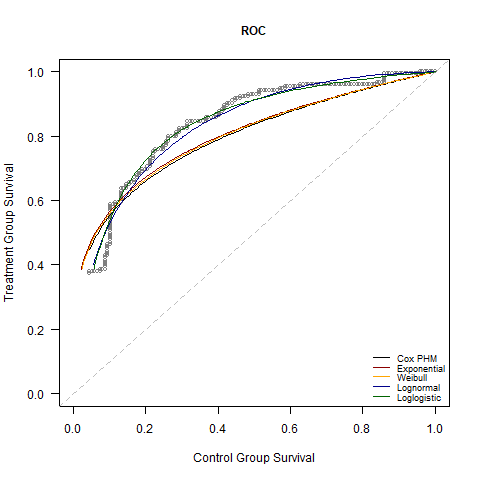 ROC
Treatment Group Survival
1.0
0.8
0.6
0.4
0.2
0.0
Cox PHM
Exponential
Weibull
Lognormal
Loglogistic
0.0 0.2 0.4 0.6 0.8 1.0
Control Group Survival